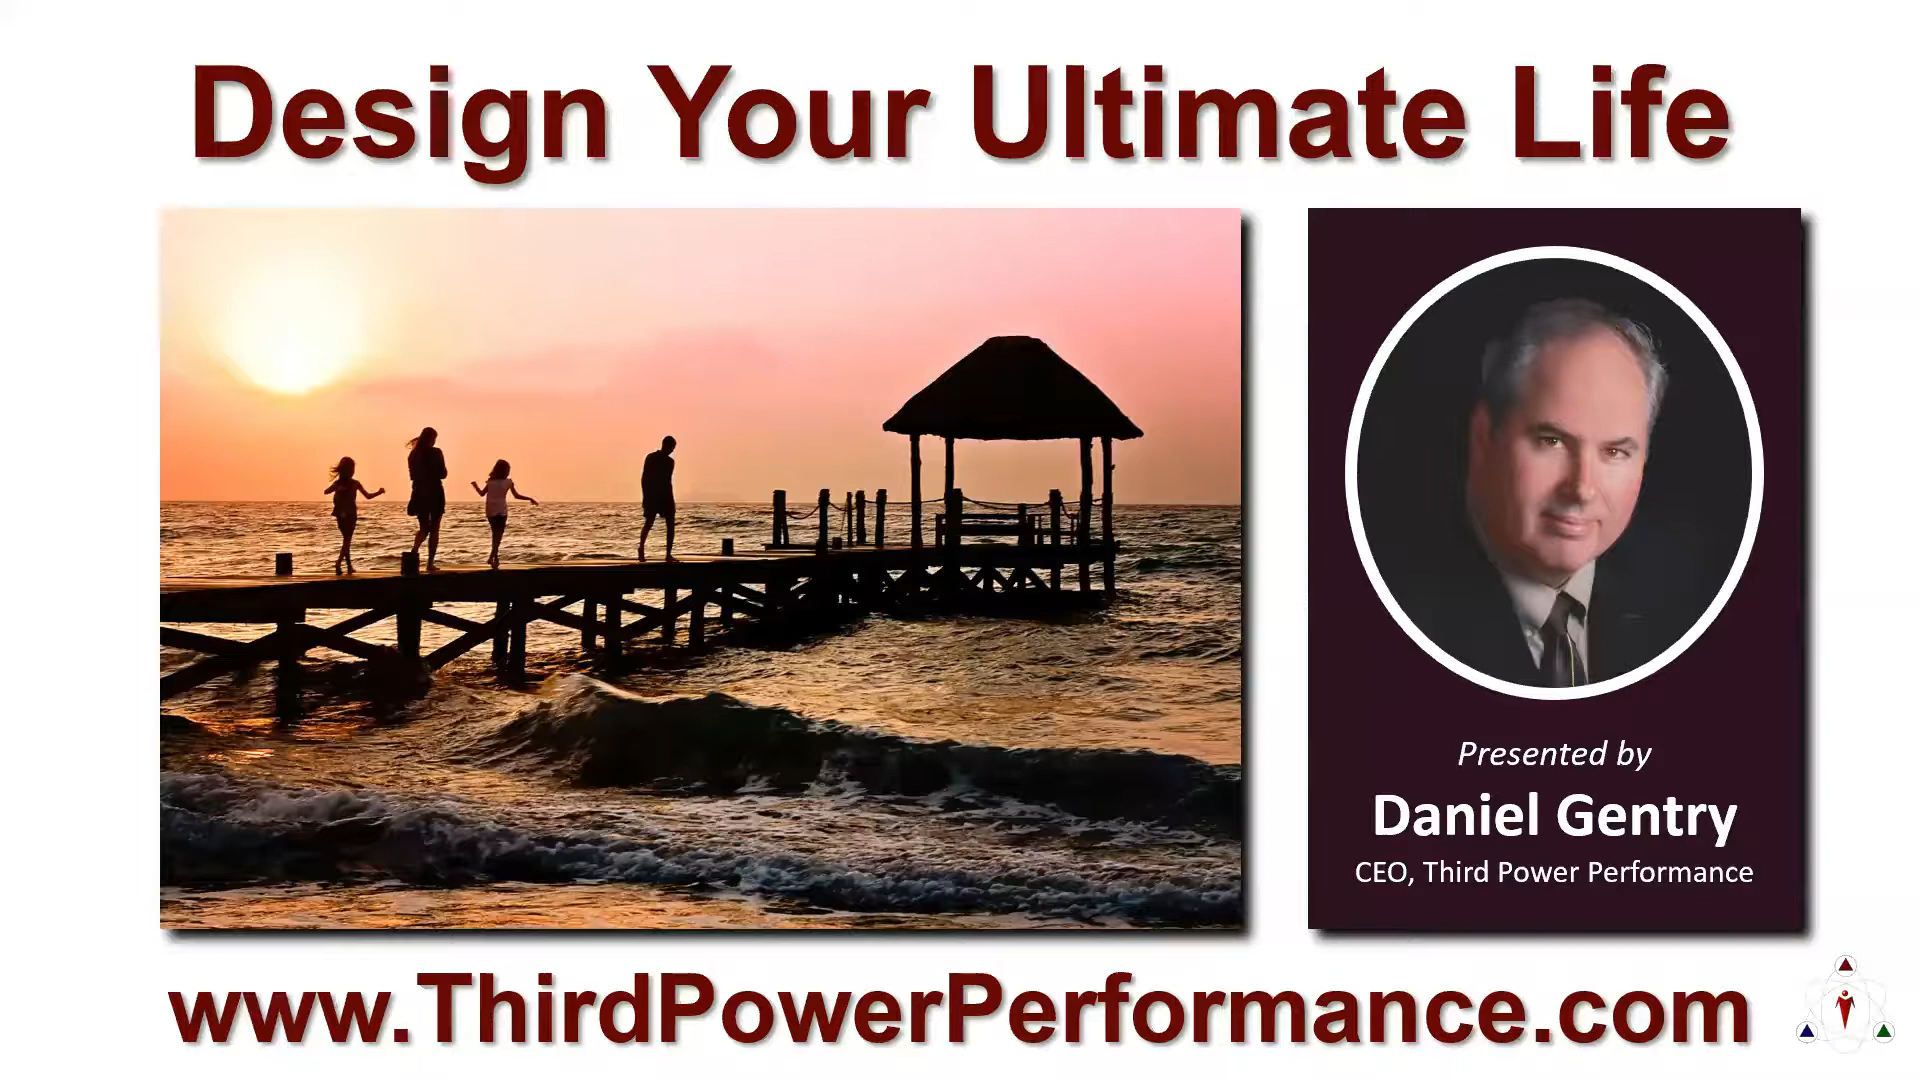 Design Your Ultimate Life
Presented by
Daniel Gentry
CEO, Third Power Performance
www.ThirdPowerPerformance.com